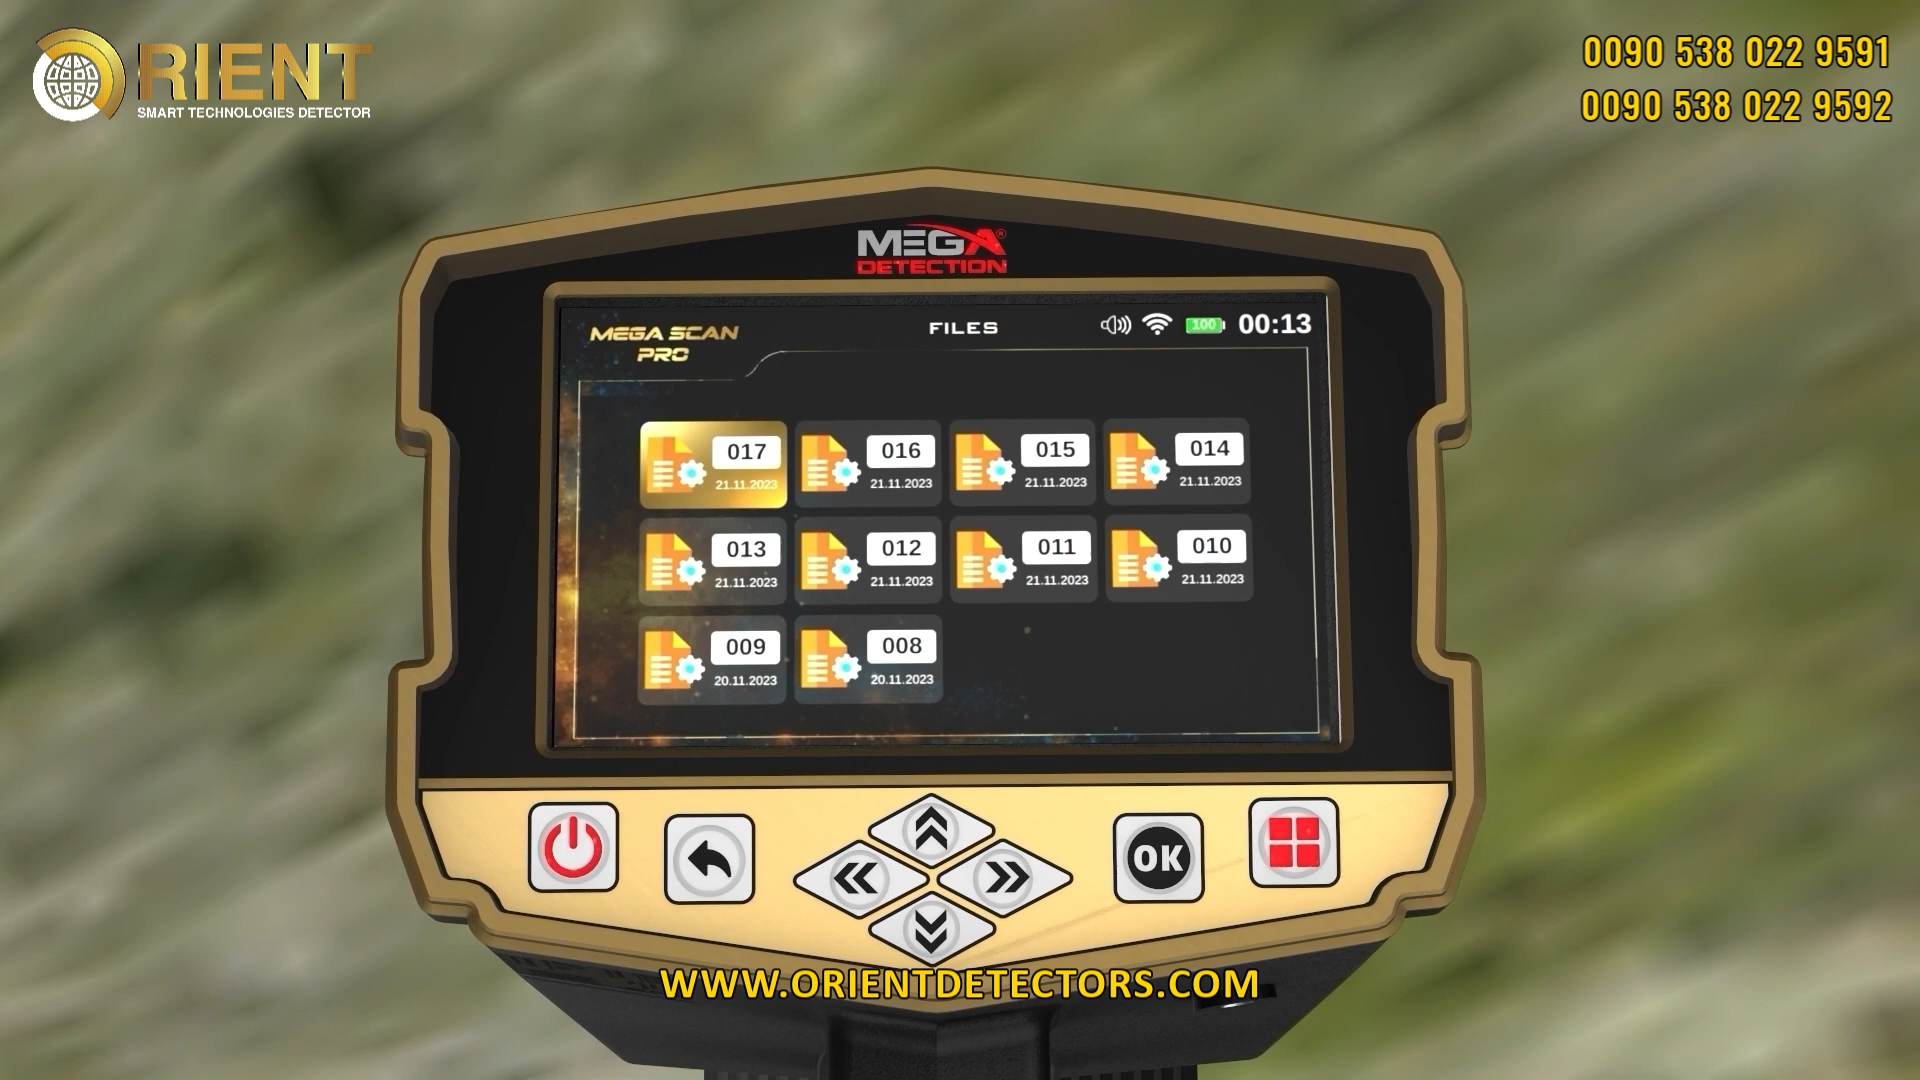 ORIENT
SMART TECHNOLOGIES DETECTOR
0090 538 022 9591
0090 538 022 9592
MEGA®
DETECTION
MEGA SCAN
PRO
FILES
100
00:13
017
21.11.2023
016
21.11.2023
015
21.11.2023
014
21.11.2023
013
21.11.2023
012
21.11.2023
011
21.11.2023
010
21.11.2023
009
20.11.2023
008
20.11.2023
OK
WWW.ORIENTDETECTORS.COM